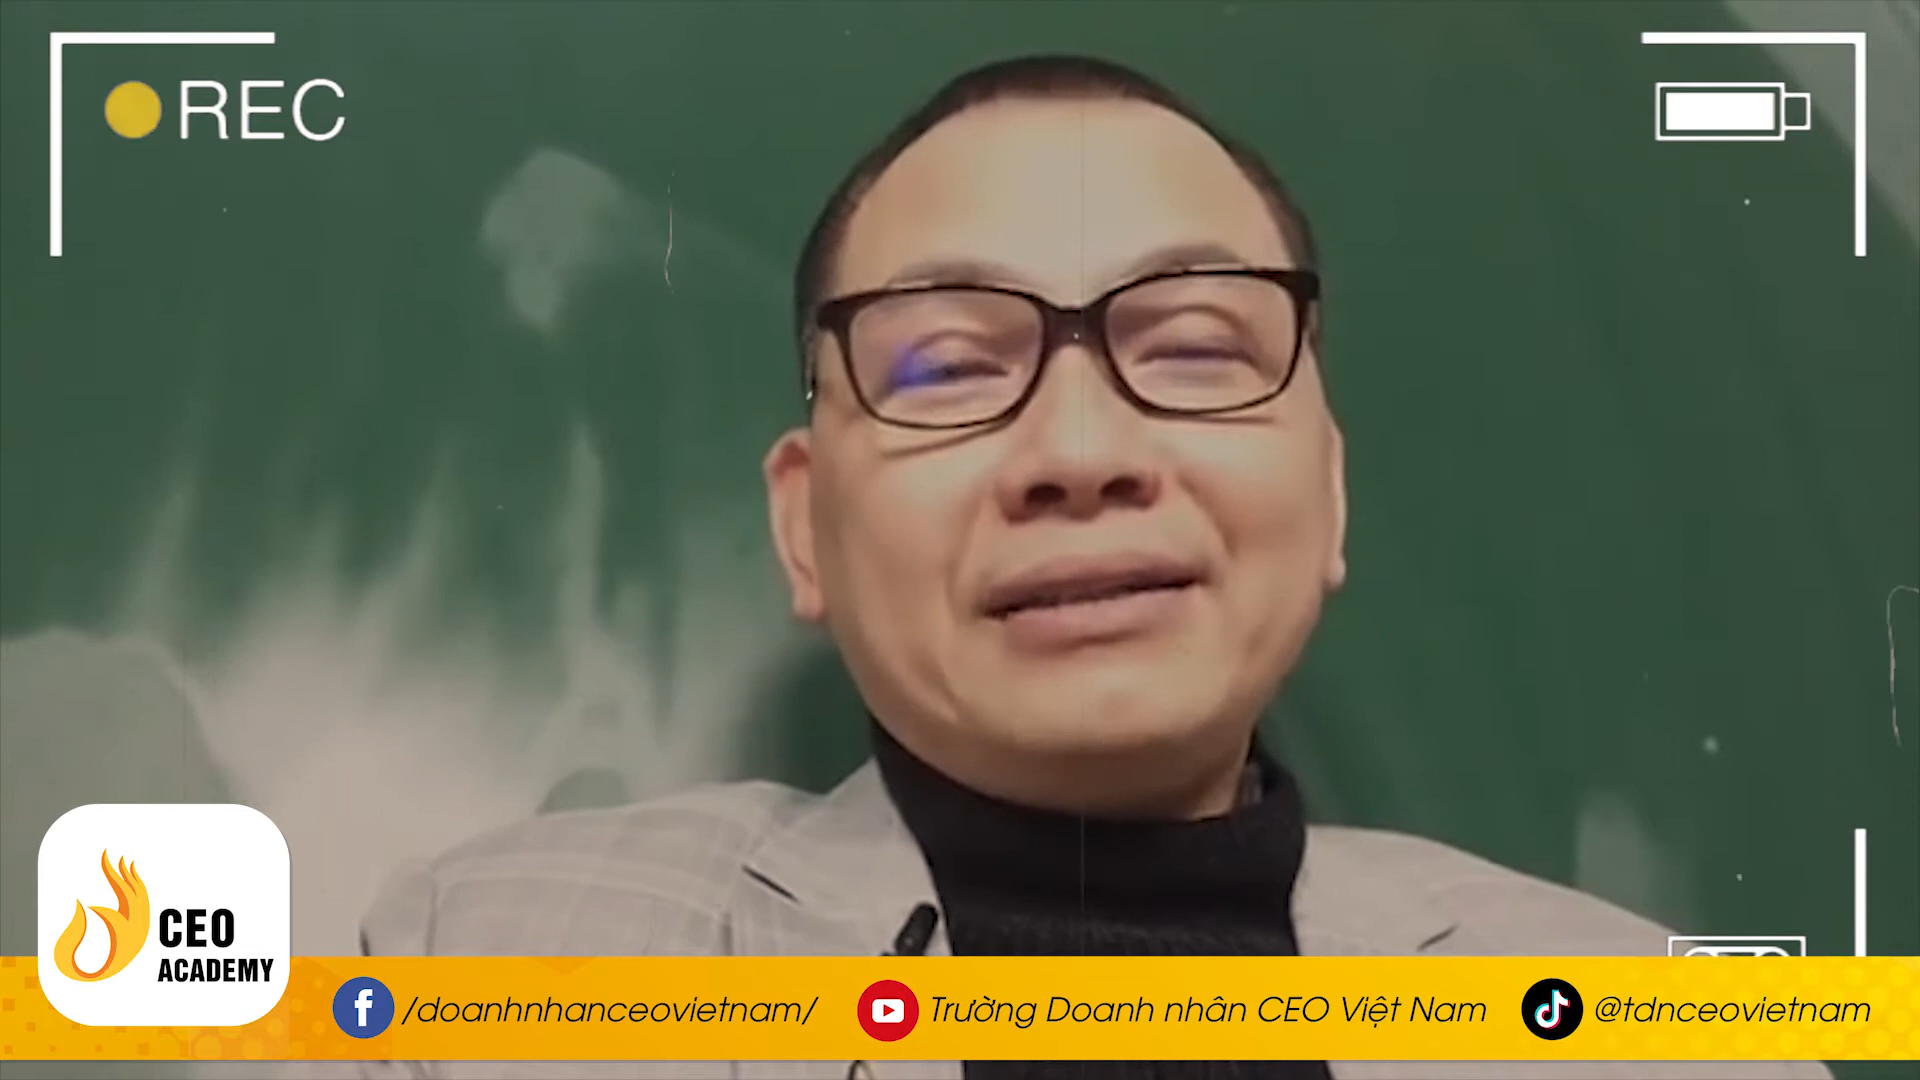 REC
CEO
ACADEMY
/doanhnhanceovietnam/
Trường Doanh nhân CEO Việt Nam
@tdnceovietnam